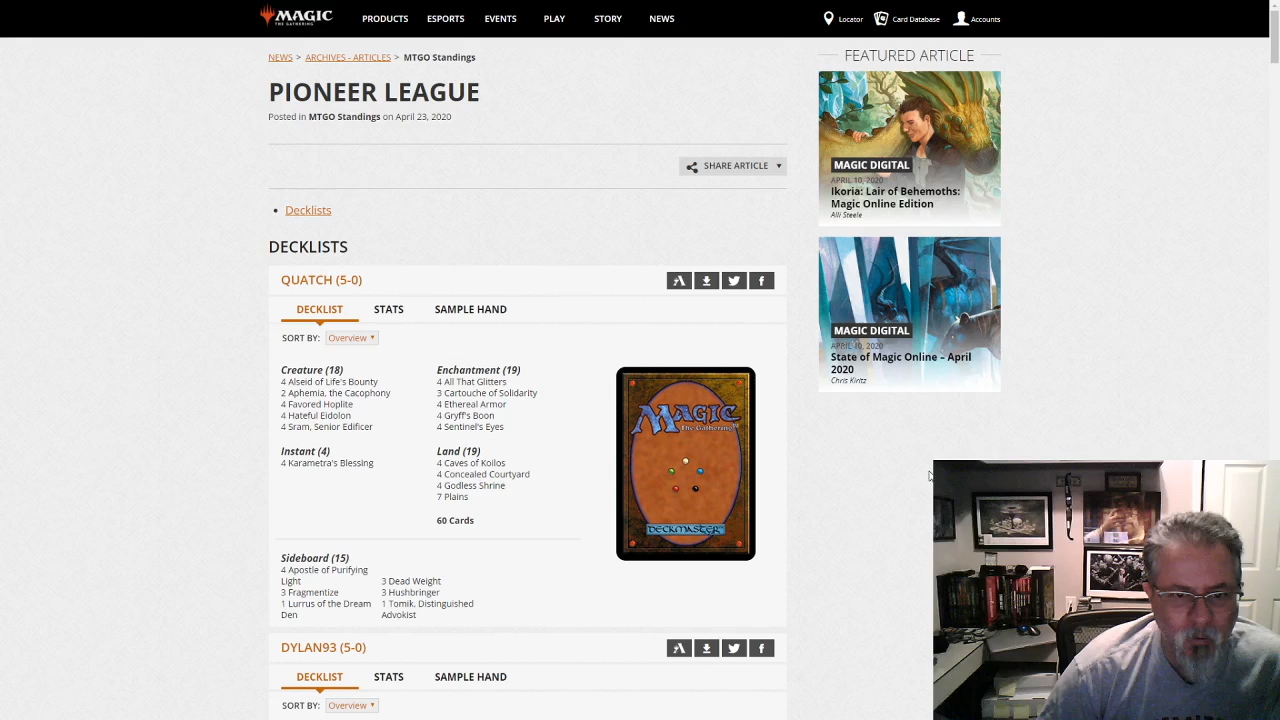 MAGIC
THE GATHERING
PRODUCTS
ESPORTS
EVENTS
PLAY
STORY
NEWS
Locator
Card Database
Accounts
NEWS > ARCHIVES - ARTICLES > MTGO Standings
PIONEER LEAGUE
Posted in MTGO Standings on April 23, 2020
SHARE ARTICLE
Decklists
DECKLISTS
QUATCH (5-0)
DECKLIST
STATS
SAMPLE HAND
SORT BY: Overview
Creature (18)
4 Alseid of Life's Bounty
2 Aphemia, the Cacophony
4 Favored Hoplite
4 Hateful Eidolon
4 Sram, Senior Edificer
Instant (4)
4 Karametra's Blessing
Enchantment (19)
4 All That Glitters
3 Cartouche of Solidarity
4 Ethereal Armor
4 Gryff's Boon
4 Sentinel's Eyes
Land (19)
4 Caves of Koilos
4 Concealed Courtyard
4 Godless Shrine
7 Plains
60 Cards
MAGIC
The Gathering
DECKMASTER
Sideboard (15)
4 Apostle of Purifying
Light
3 Fragmentize
1 Lurrus of the Dream
Den
3 Dead Weight
3 Hushbringer
1 Tomik, Distinguished
Advokist
DYLAN93 (5-0)
DECKLIST
STATS
SAMPLE HAND
SORT BY: Overview
FEATURED ARTICLE
MAGIC DIGITAL
APRIL 10, 2020
Ikoria: Lair of Behemoths:
Magic Online Edition
Alli Steele
MAGIC DIGITAL
APRIL 10, 2020
State of Magic Online – April
2020
Chris Kiritz